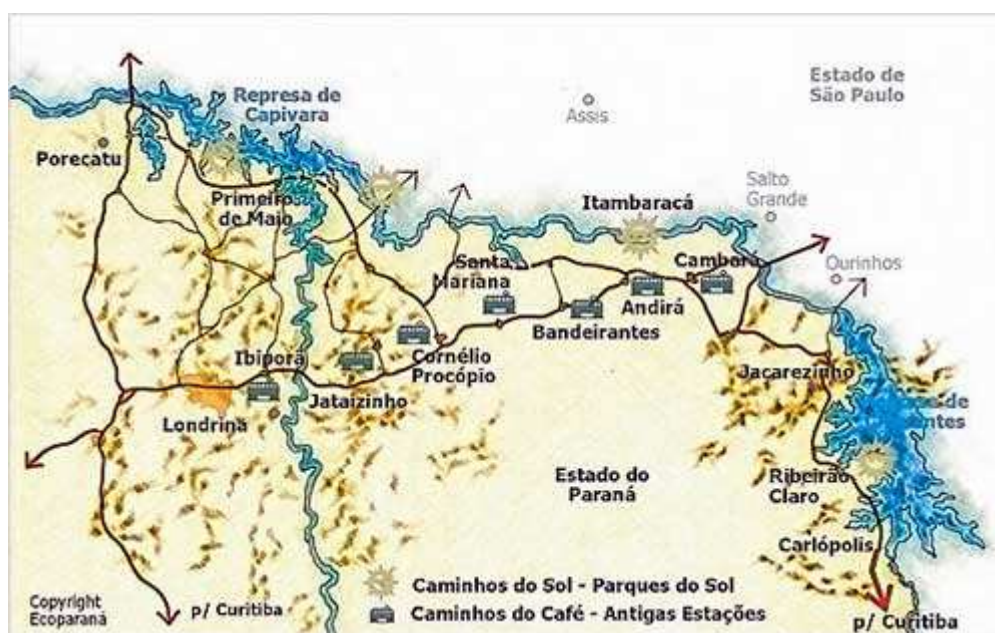 Estado de
São Paulo
Represa de
Capivara
Assis
Porecatu
Primeiro
de Maio
Itambaracá
Salto
Grande
Santa
Mariana
Cambará
Ourinhos
Andirá
Bandeirantes
Ibiporã
Cornélio
Procópio
Jacarezinho
Jataizinho
Londrina
de
Estado do
Paraná
Ribeirão
Claro
Carlópolis
Caminhos do Sol - Parques do Sol
Caminhos do Café - Antigas Estações
Copyright
Ecoparaná
p/ Curitiba
p/ Curitiba